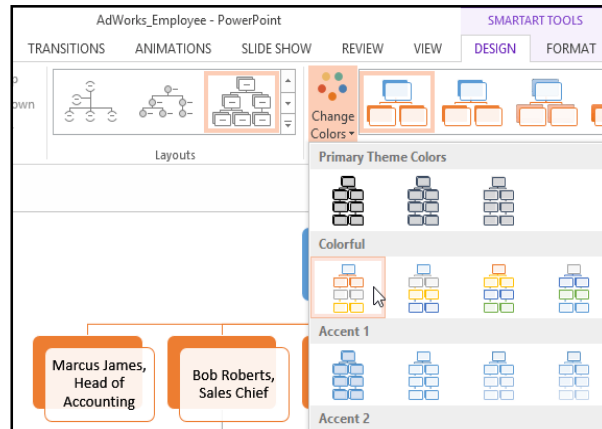 AdWorks_Employee - PowerPoint
SMARTART TOOLS
TRANSITIONS ANIMATIONS SLIDE SHOW REVIEW VIEW DESIGN FORMAT
Change
Colors
Layouts
Primary Theme Colors
Colorful
Accent 1
Marcus James,
Head of
Accounting
Bob Roberts,
Sales Chief
Accent 2